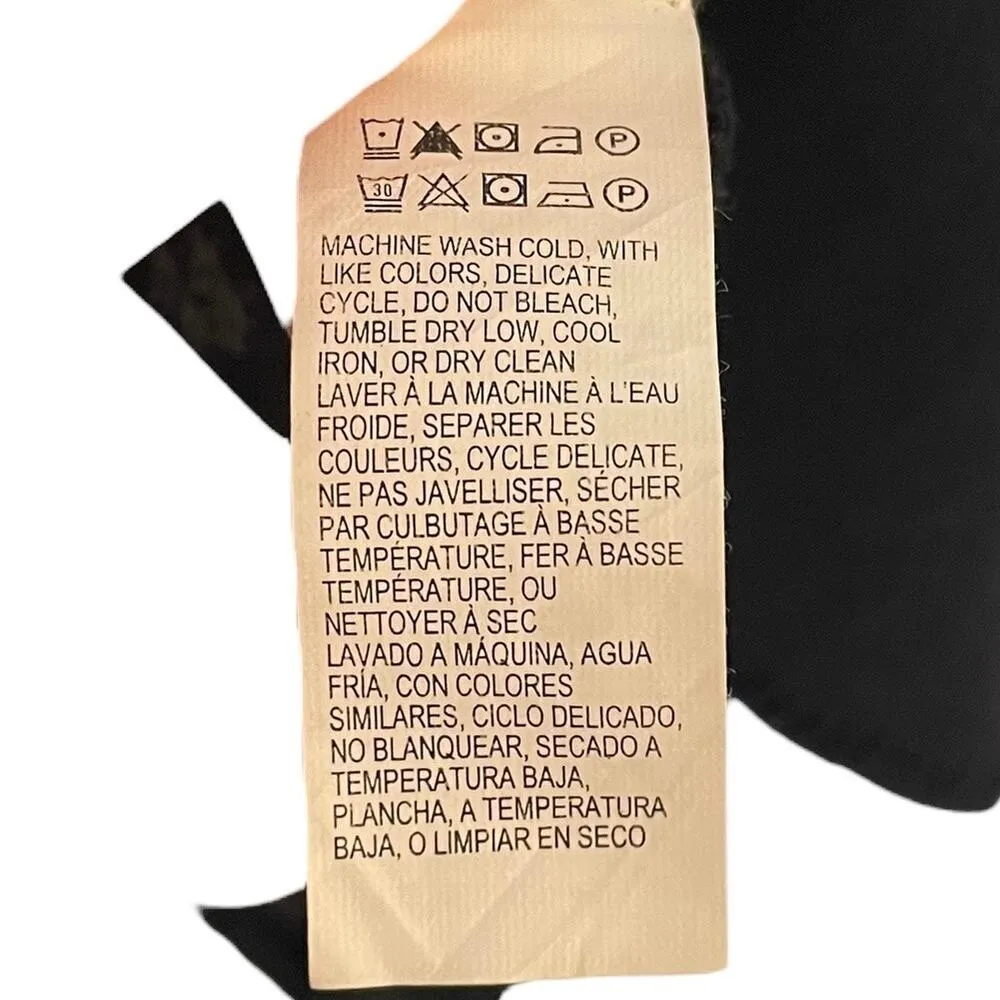 P
30 P
MACHINE WASH COLD, WITH
LIKE COLORS, DELICATE
CYCLE, DO NOT BLEACH,
TUMBLE DRY LOW, COOL
IRON, OR DRY CLEAN
LAVER À LA MACHINE À L'EAU
FROIDE, SEPARER LES
COULEURS, CYCLE DELICATE,
NE PAS JAVELLISER, SÉCHER
PAR CULBUTAGE À BASSE
TEMPÉRATURE, FER À BASSE
TEMPÉRATURE, OU
NETTOYER À SEC
LAVADO A MÁQUINA, AGUA
FRÍA, CON COLORES
SIMILARES, CICLO DELICADO,
NO BLANQUEAR, SECADO A
TEMPERATURA BAJA,
PLANCHA, A TEMPERATURA
BAJA, O LIMPIAR EN SECO